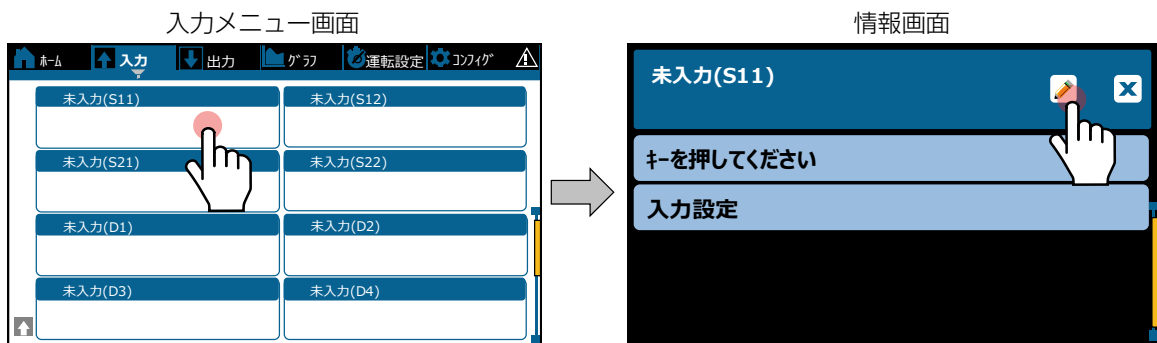 入力メニュー画面
情報画面
ﾎｰﾑ 入力 出力 ｸﾞﾗﾌ 運転設定 ｺﾝﾌｨｸﾞ
未入力(S11) 未入力(S12)
未入力(S21) 未入力(S22)
未入力(D1) 未入力(D2)
未入力(D3) 未入力(D4)
未入力(S11)
X
ｷｰを押してください
入力設定